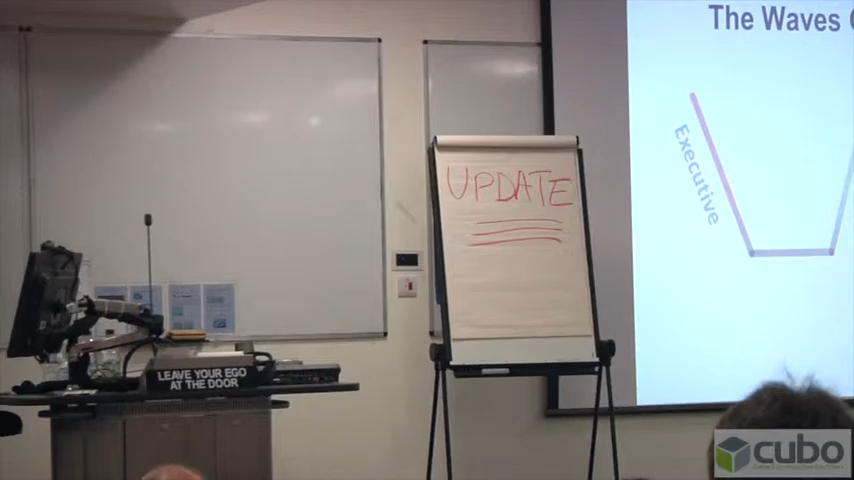 The Waves
Executive
UPDATE
LEAVE YOUR EGO
AT THE DOOR
cubo